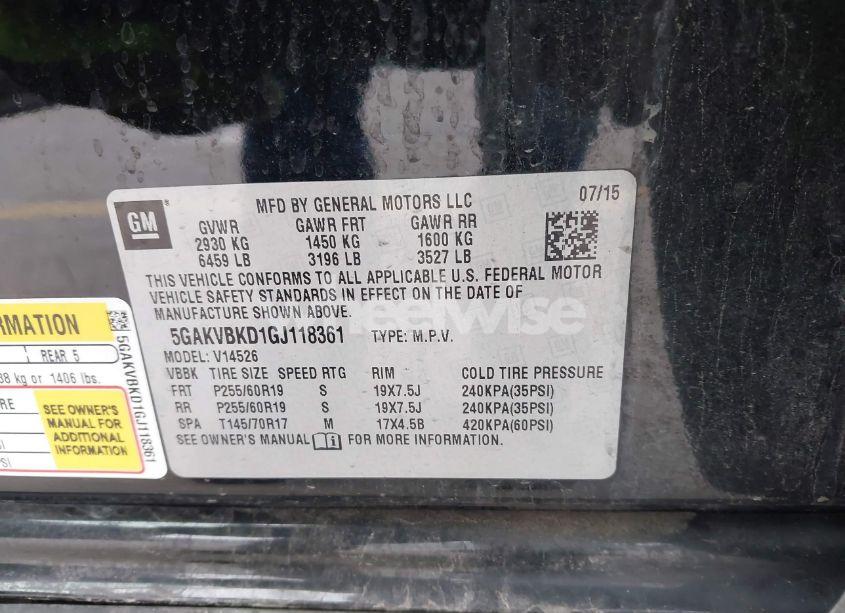 GM
MFD BY GENERAL MOTORS LLC 07/15
GVWR GAWR FRT GAWR RR
2930 KG 1450 KG 1600 KG
6459 LB 3196 LB 3527 LB
THIS VEHICLE CONFORMS TO ALL APPLICABLE U.S. FEDERAL MOTOR
VEHICLE SAFETY STANDARDS IN EFFECT ON THE DATE OF
MANUFACTURE SHOWN ABOVE.
5GAKVBKD1GJ118361 TYPE: M.P.V.
MODEL: V14526
VBBK TIRE SIZE SPEED RTG RIM COLD TIRE PRESSURE
FRT P255/60R19 S 19X7.5J 240KPA(35PSI)
RR P255/60R19 S 19X7.5J 240KPA(35PSI)
SPA T145/70R17 M 17X4.5B 420KPA(60PSI)
SEE OWNER'S MANUAL FOR MORE INFORMATION.
REAR 5
kg or 1406 lbs.
SEE OWNER'S
MANUAL FOR
ADDITIONAL
INFORMATION
5GAKVBKD1GJ118361